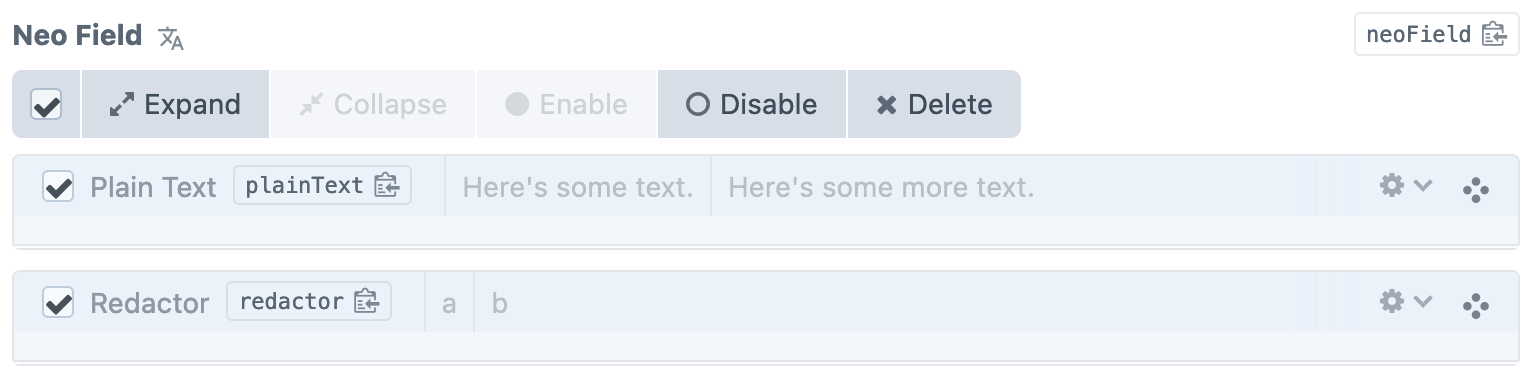 Neo Field neoField
Expand Collapse Enable Disable Delete
Plain Text plainText Here's some text. Here's some more text.
Redactor redactor a b